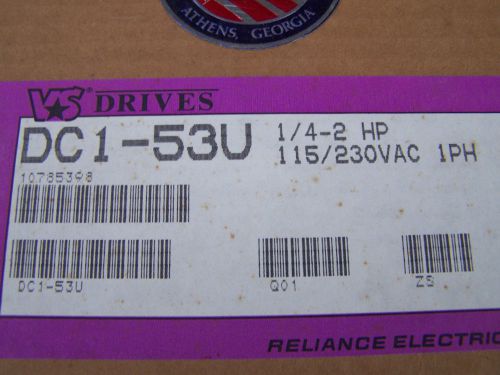 ATHENS, GEORGIA
VS® DRIVES
DC1-53U
1/4-2 HP
115/230VAC 1PH
10785398
DC1-53U
Q01
ZS
RELIANCE ELECTRIC